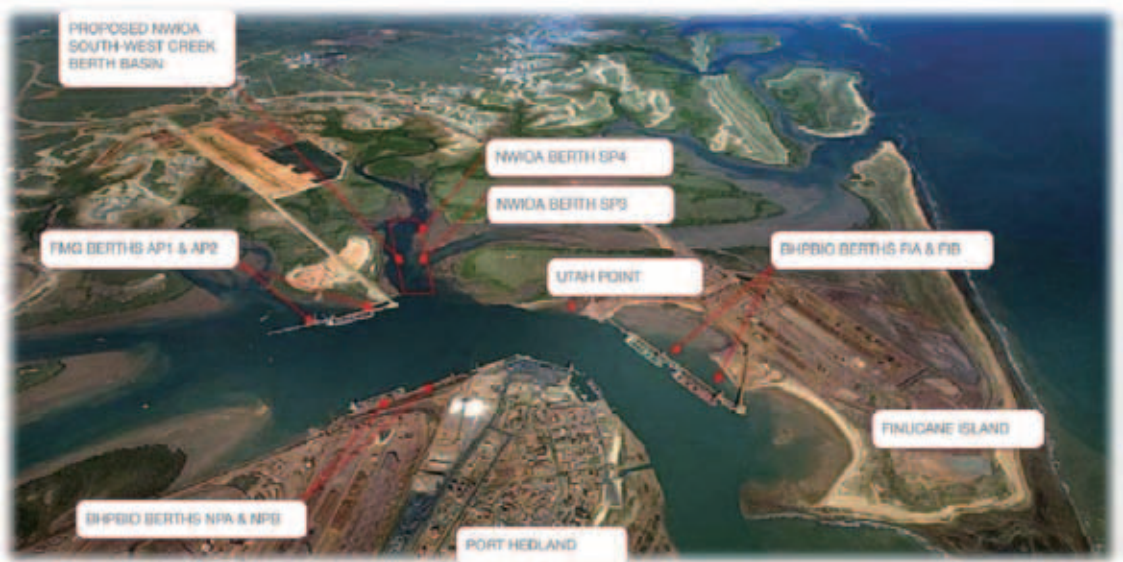 PROPOSED NWIOA
SOUTH-WEST CREEK
BERTH BASIN
NWIOA BERTH SP4
NWIOA BERTH SP3
FMG BERTHS AP1 & AP2
BHPBIO BERTHS FIA & FIB
UTAH POINT
FINUCANE ISLAND
BHPBIO BERTHS NPA & NPB
PORT HEDLAND